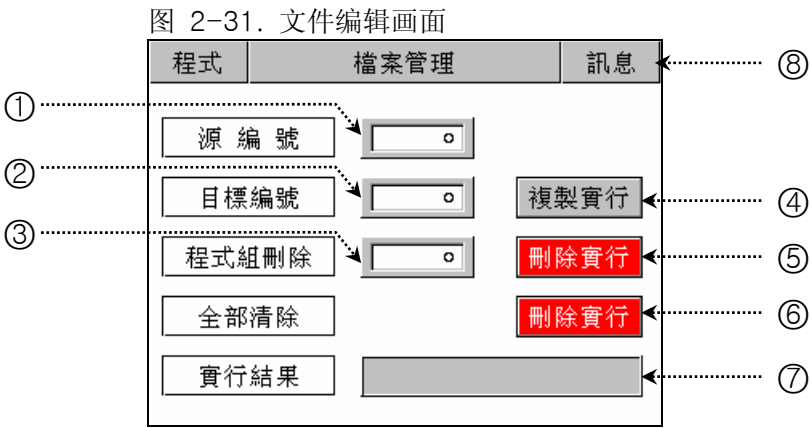 图 2-31. 文件编辑画面
程式 檔案管理 訊息 ⑧
①
源 編 號 0
②
目標編號 0 複製實行 ④
③
程式組刪除 0 刪除實行 ⑤
全部清除 刪除實行 ⑥
實行結果 ⑦